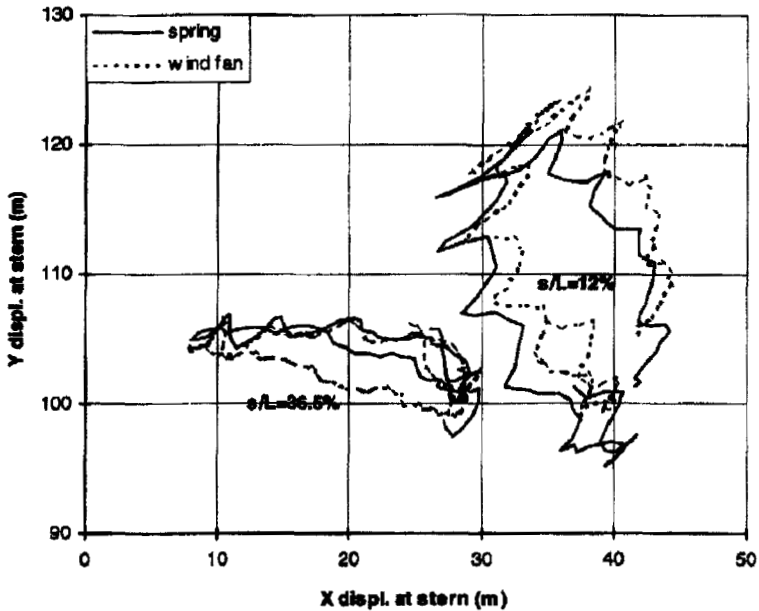 130
spring
wind fan
120
Y displ. at stern (m)
110
s/L=12%
100
s/L=36.5%
90
0 10 20 30 40 50
X displ. at stern (m)